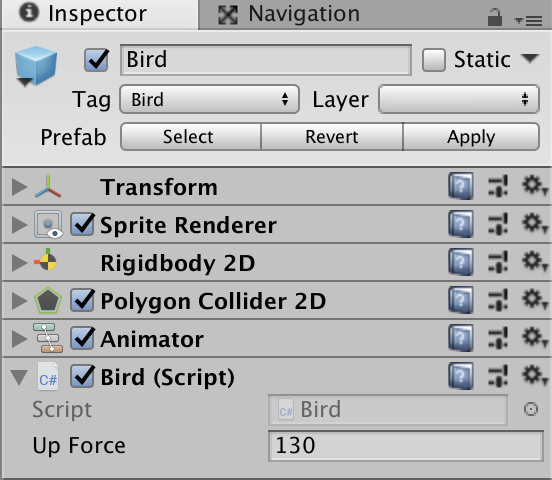 Inspector Navigation
Bird Static
Tag Bird Layer
Prefab Select Revert Apply
Transform
Sprite Renderer
Rigidbody 2D
Polygon Collider 2D
Animator
C# Bird (Script)
Script C# Bird
Up Force 130